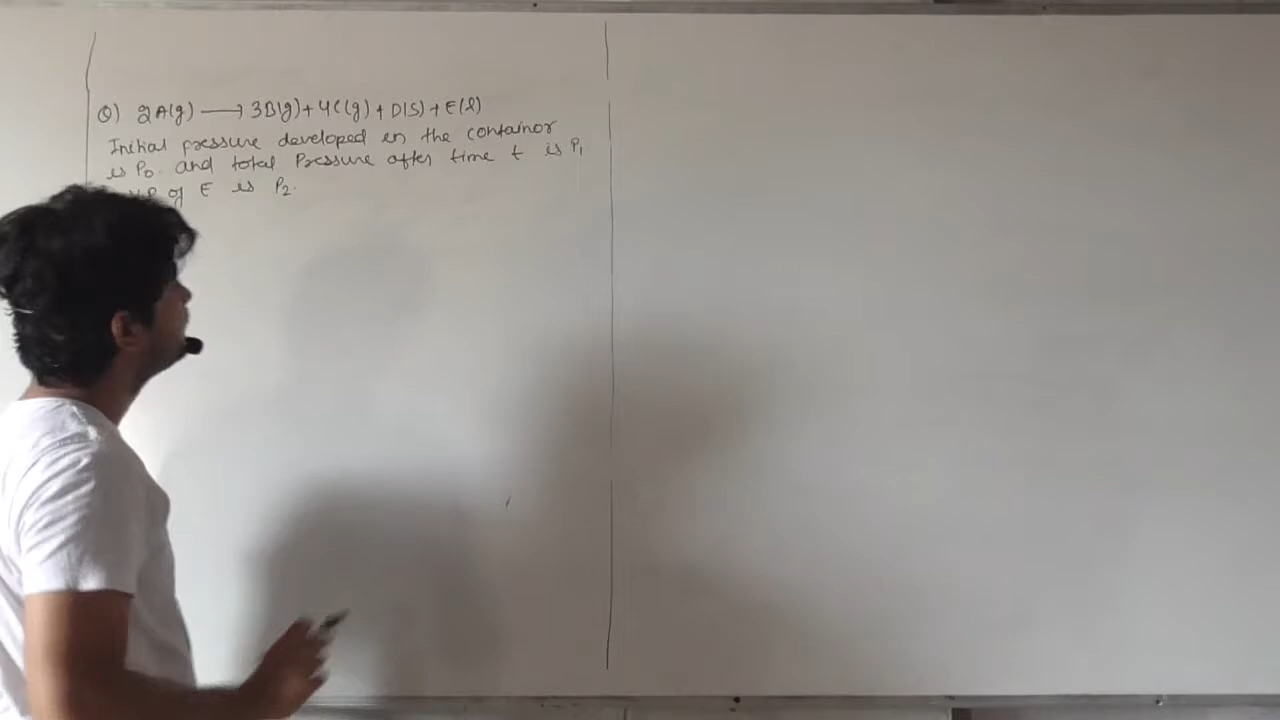 Q) 2A(g) ⟶ 3B(g) + 4C(g) + D(S) + E(l)
Initial pressure developed in the containor
is P₀. and total Pressure after time t is P₁
of E is P₂.